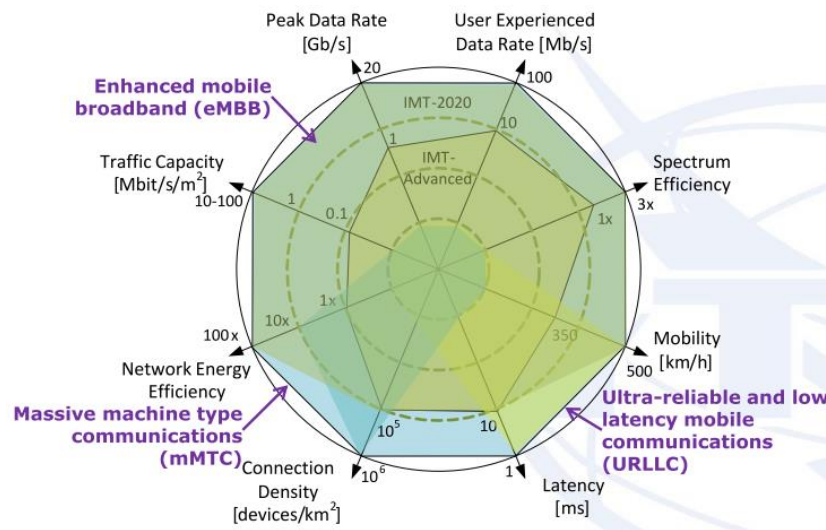 Peak Data Rate
[Gb/s]
User Experienced
Data Rate [Mb/s]
20
100
Enhanced mobile
broadband (eMBB)
IMT-2020
1
10
Traffic Capacity
[Mbit/s/m²]
IMT-
Advanced
Spectrum
Efficiency
10-100
1
0.1
1x
3x
1x
10x
100x
350
Mobility
[km/h]
500
Network Energy
Efficiency
Massive machine type
communications
(mMTC)
Ultra-reliable and low
latency mobile
communications
(URLLC)
10⁵
10
10⁶
1
Connection
Density
[devices/km²]
Latency
[ms]